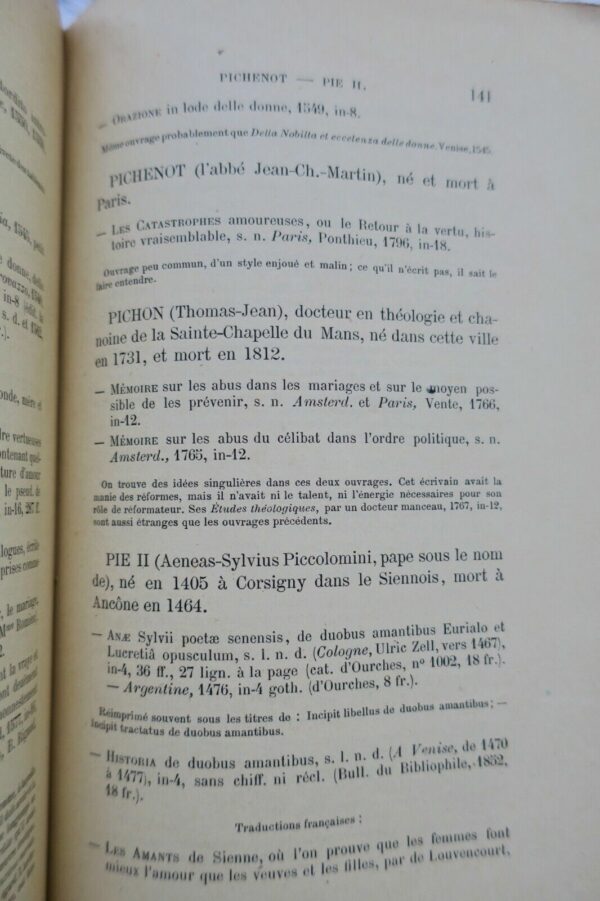 PICHENOT — PIE II. 141
— ORAZIONE in lode delle donne, 1549, in-8.
Même ouvrage probablement que Della Nobilta et eccelenza delle donne, Venise, 1545.
PICHENOT (l'abbé Jean-Ch.-Martin), né et mort à
Paris.
— LES CATASTROPHES amoureuses, ou le Retour à la vertu, his-
toire vraisemblable, s. n. Paris, Ponthieu, 1796, in-18.
Ouvrage peu commun, d'un style enjoué et malin; ce qu'il n'écrit pas, il sait le
faire entendre.
PICHON (Thomas-Jean), docteur en théologie et cha-
noine de la Sainte-Chapelle du Mans, né dans cette ville
en 1731, et mort en 1812.
— MÉMOIRE sur les abus dans les mariages et sur le moyen pos-
sible de les prévenir, s. n. Amsterd. et Paris, Vente, 1766,
in-12.
— MÉMOIRE sur les abus du célibat dans l'ordre politique, s. n.
Amsterd., 1765, in-12.
On trouve des idées singulières dans ces deux ouvrages. Cet écrivain avait la
manie des réformes, mais il n'avait ni le talent, ni l'énergie nécessaires pour son
rôle de réformateur. Ses Études théologiques, par un docteur manceau, 1767, in-12,
sont aussi étranges que les ouvrages précédents.
PIE II (Aeneas-Sylvius Piccolomini, pape sous le nom
de), né en 1405 à Corsigny dans le Siennois, mort à
Ancône en 1464.
— ANÆ Sylvii poetæ senensis, de duobus amantibus Eurialo et
Lucretiâ opusculum, s. l. n. d. (Cologne, Ulric Zell, vers 1467),
in-4, 36 ff., 27 lign. à la page (cat. d'Ourches, nº 1002, 18 fr.).
— Argentine, 1476, in-4 goth. (d'Ourches, 8 fr.).
Réimprimé souvent sous les titres de : Incipit libellus de duobus amantibus; —
Incipit tractatus de duobus amantibus.
— HISTORIA de duobus amantibus, s. l. n. d. (A Venise, de 1470
à 1477), in-4, sans chiff. ni récl. (Bull. du Bibliophile, 1852,
18 fr.).
Traductions françaises :
— LES AMANTS de Sienne, où l'on prouve que les femmes font
mieux l'amour que les veuves et les filles, par de Louvencourt,